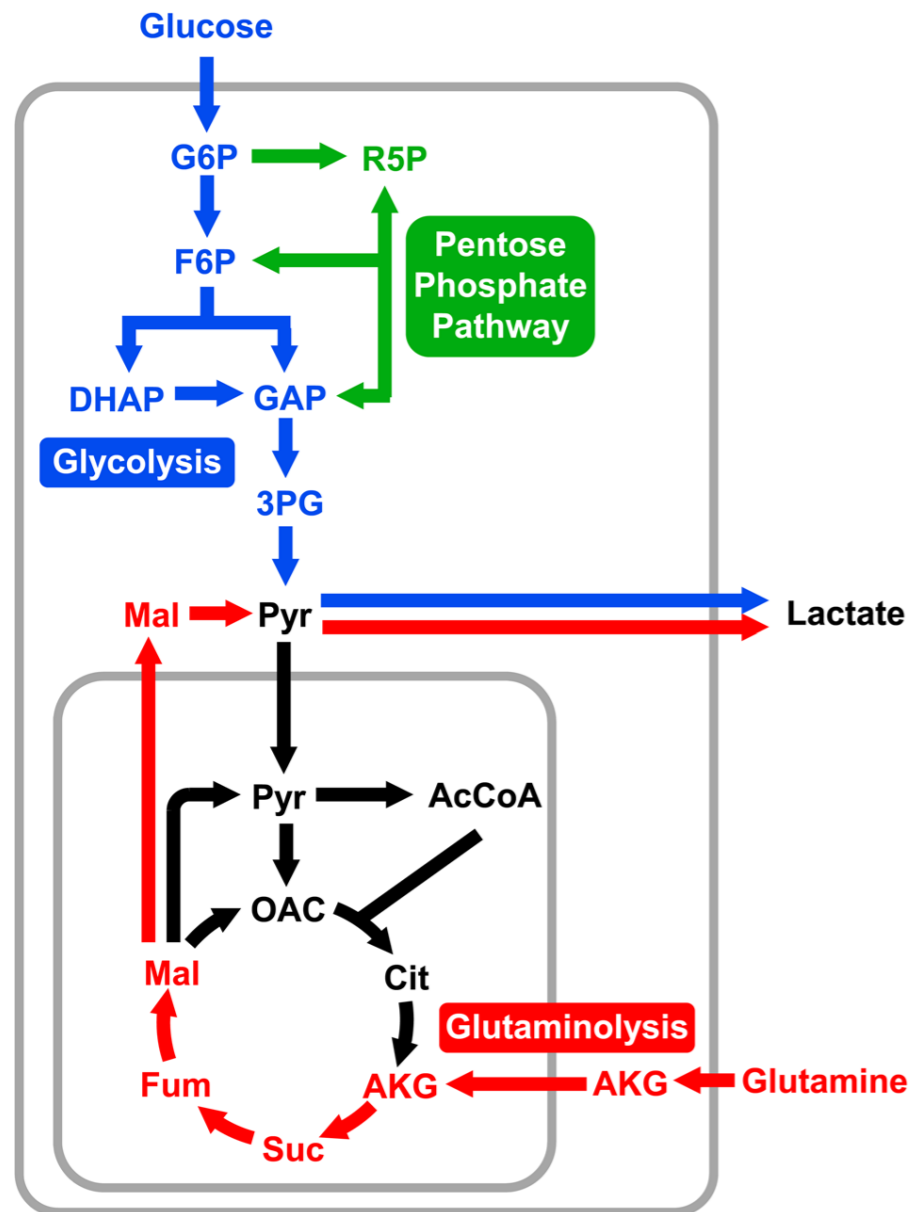 Glucose
G6P
R5P
F6P
Pentose
Phosphate
Pathway
DHAP
GAP
Glycolysis
3PG
Mal
Pyr
Lactate
Pyr
AcCoA
OAC
Mal
Cit
Glutaminolysis
Fum
AKG
AKG
Glutamine
Suc